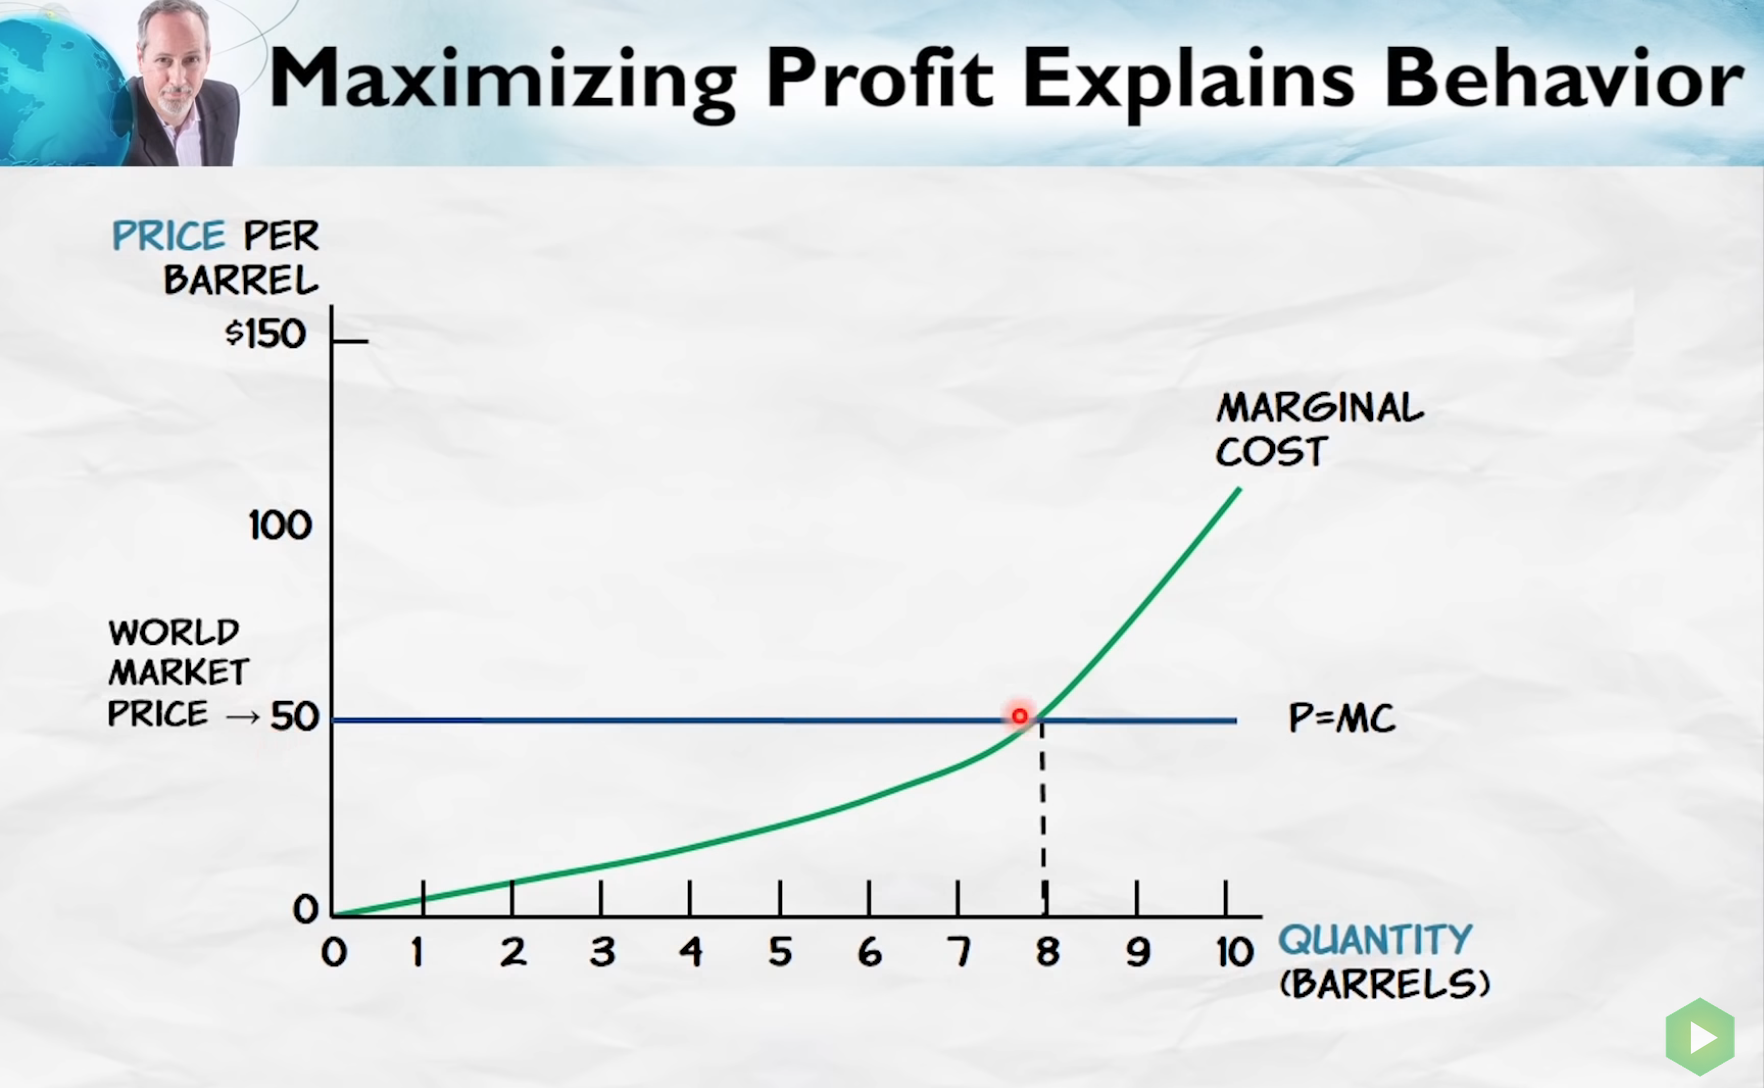 Maximizing Profit Explains Behavior
PRICE PER
BARREL
$150
MARGINAL
COST
100
WORLD
MARKET
PRICE → 50
P=MC
0
0 1 2 3 4 5 6 7 8 9 10
QUANTITY
(BARRELS)